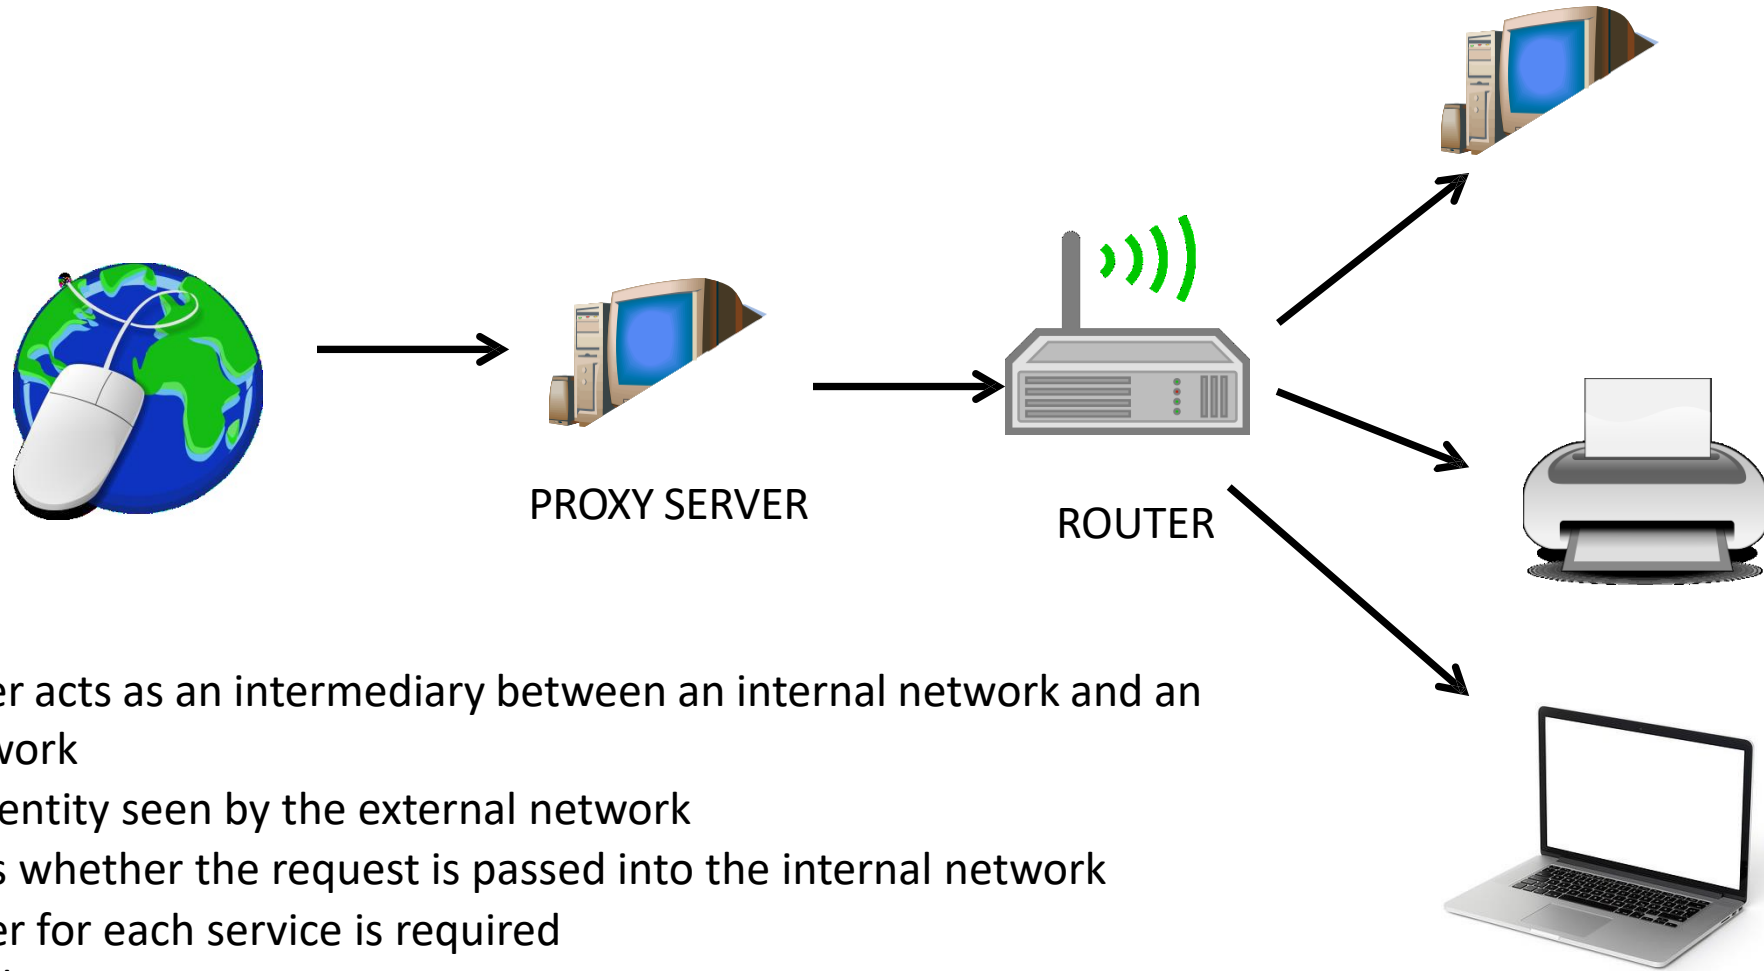 PROXY SERVER
ROUTER
er acts as an intermediary between an internal network and an
work
entity seen by the external network
s whether the request is passed into the internal network
er for each service is required